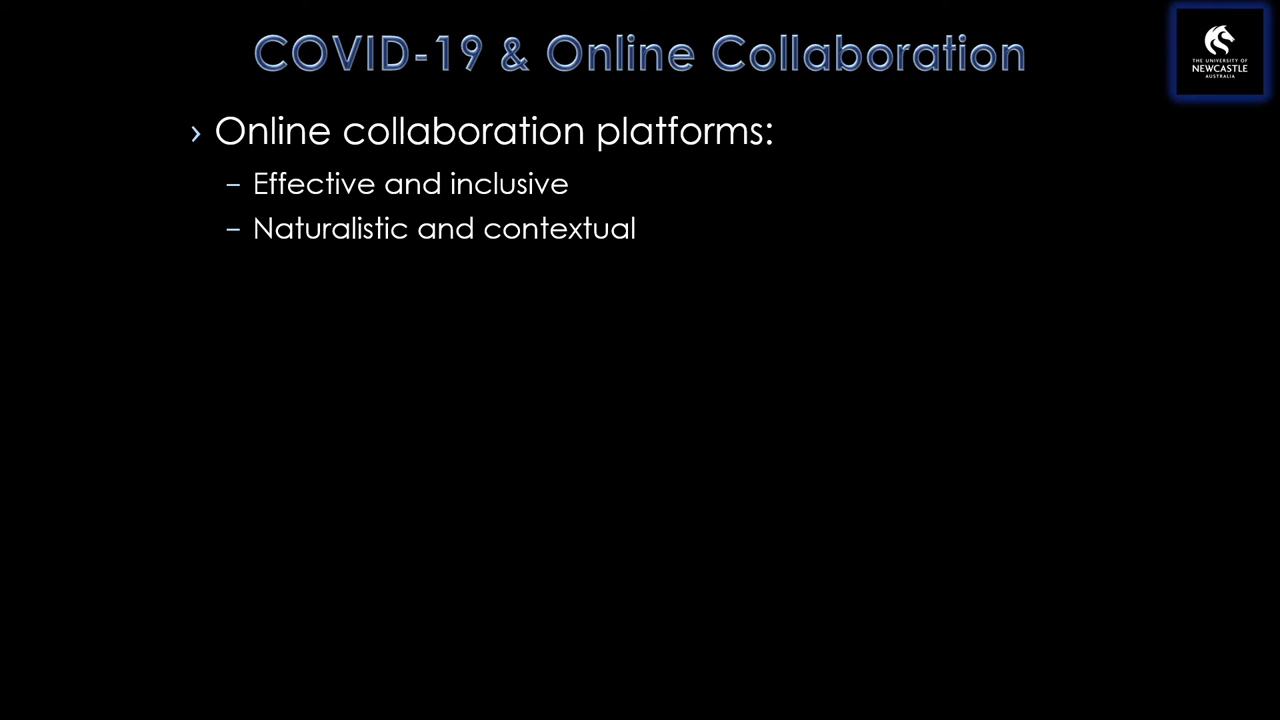 COVID-19 & Online Collaboration
THE UNIVERSITY OF
NEWCASTLE
AUSTRALIA
› Online collaboration platforms:
– Effective and inclusive
– Naturalistic and contextual